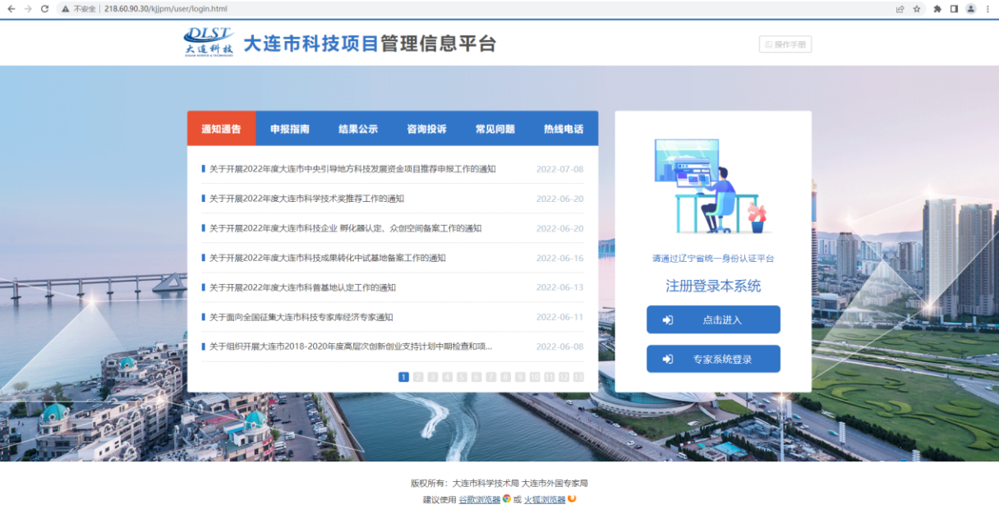 不安全 | 218.60.90.30/kjjpm/user/login.html
DLST
大连科技
大连市科技项目管理信息平台
操作手册
通知通告 申报指南 结果公示 咨询投诉 常见问题 热线电话
关于开展2022年度大连市中央引导地方科技发展资金项目推荐申报工作的通知 2022-07-08
关于开展2022年度大连市科学技术奖推荐工作的通知 2022-06-20
关于开展2022年度大连市科技企业 孵化器认定、众创空间备案工作的通知 2022-06-20
关于开展2022年度大连市科技成果转化中试基地备案工作的通知 2022-06-16
关于开展2022年度大连市科普基地认定工作的通知 2022-06-13
关于面向全国征集大连市科技专家库经济专家通知 2022-06-11
关于组织开展大连市2018-2020年度高层次创新创业支持计划中期检查和项... 2022-06-08
1 2 3 4 5 6 7 8 9 10 11 12 13
请通过辽宁省统一身份认证平台
注册登录本系统
点击进入
专家系统登录
版权所有：大连市科学技术局 大连市外国专家局
建议使用 谷歌浏览器 或 火狐浏览器